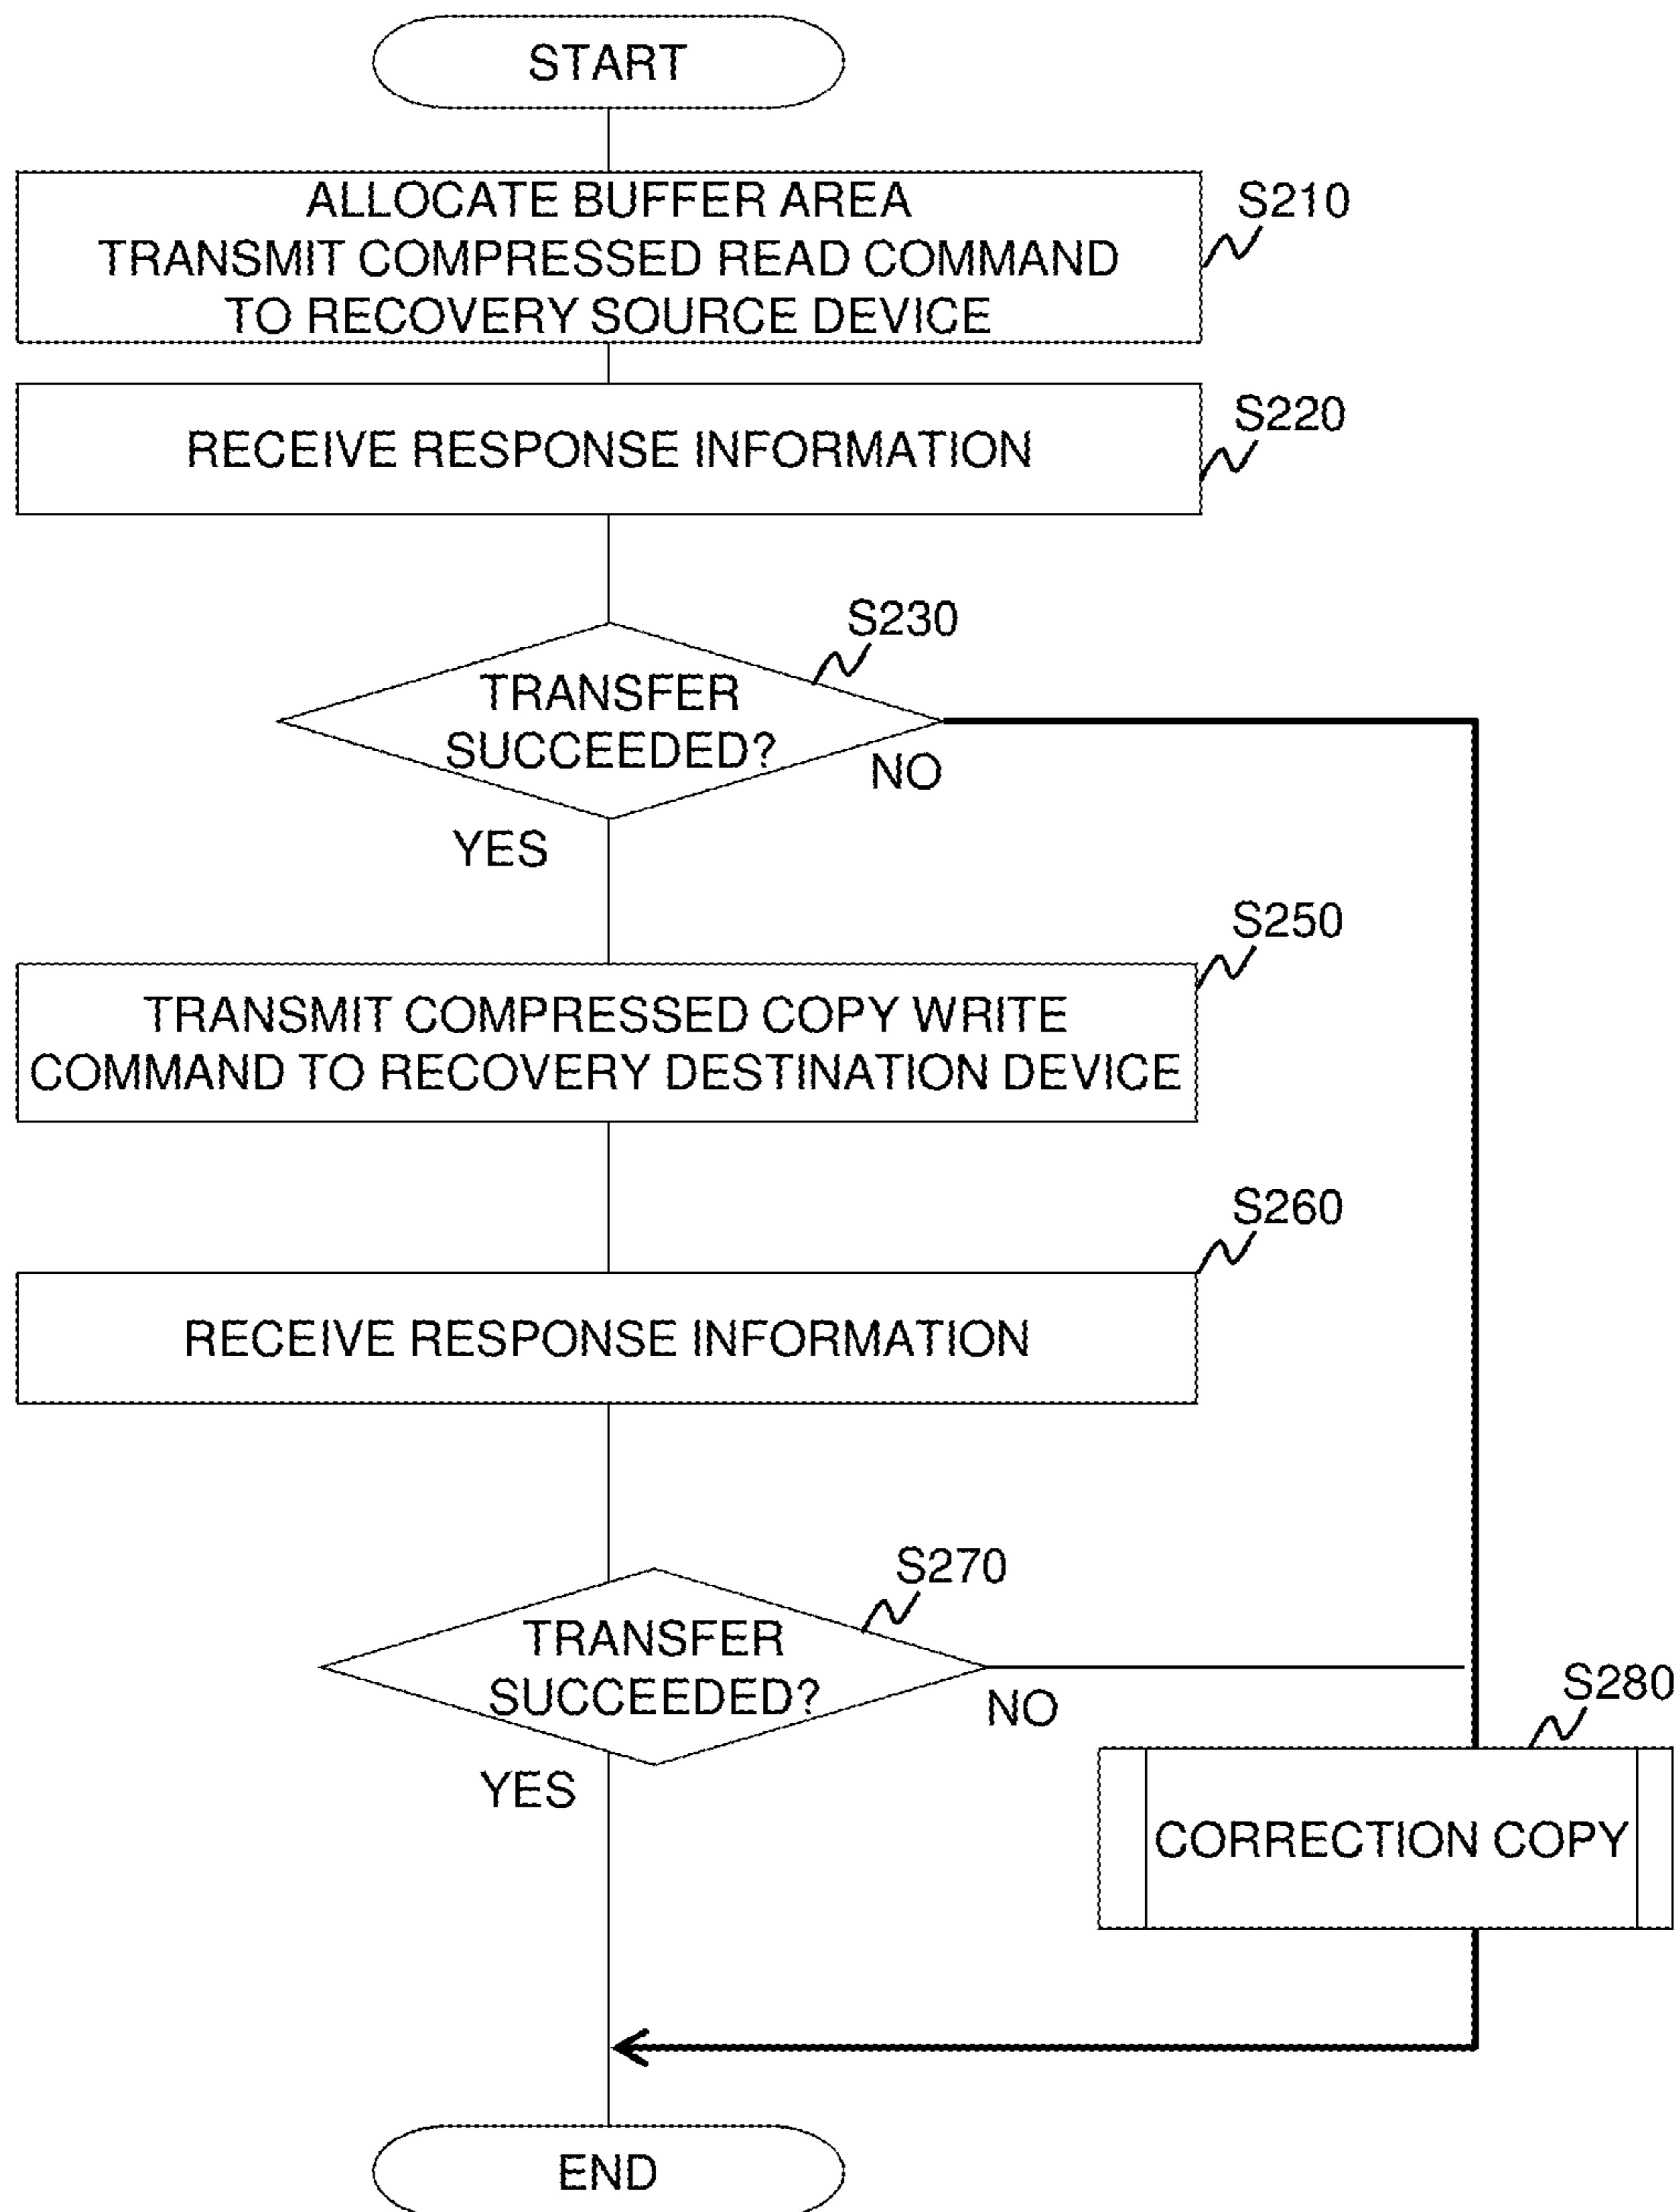 START
ALLOCATE BUFFER AREA
TRANSMIT COMPRESSED READ COMMAND
TO RECOVERY SOURCE DEVICE
S210
RECEIVE RESPONSE INFORMATION
S220
S230
TRANSFER
SUCCEEDED?
NO
YES
S250
TRANSMIT COMPRESSED COPY WRITE
COMMAND TO RECOVERY DESTINATION DEVICE
S260
RECEIVE RESPONSE INFORMATION
S270
TRANSFER
SUCCEEDED?
NO
YES
S280
CORRECTION COPY
END